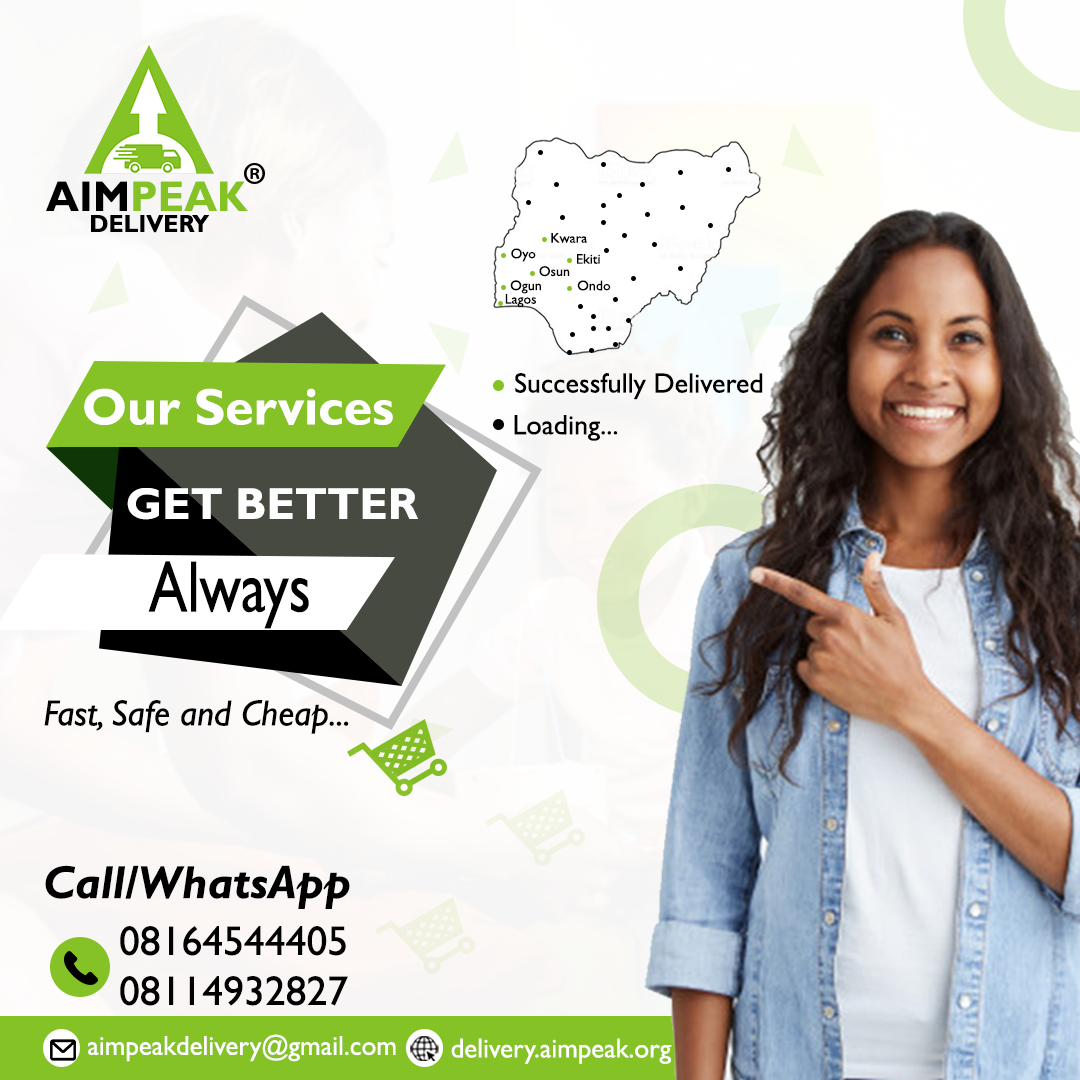 AIMPEAK®
DELIVERY
Kwara
Oyo
Ekiti
Osun
Ogun
Ondo
Lagos
Successfully Delivered
Loading...
Our Services
GET BETTER
Always
Fast, Safe and Cheap...
Call/WhatsApp
08164544405
08114932827
aimpeakdelivery@gmail.com
delivery.aimpeak.org